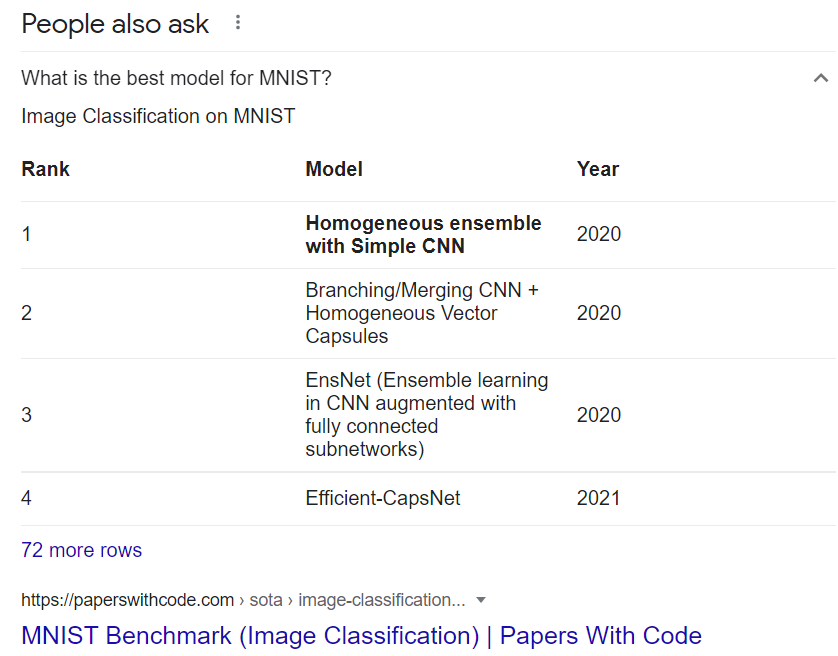 People also ask
What is the best model for MNIST?
Image Classification on MNIST
Rank Model Year
1 Homogeneous ensemble with Simple CNN 2020
2 Branching/Merging CNN + Homogeneous Vector Capsules 2020
3 EnsNet (Ensemble learning in CNN augmented with fully connected subnetworks) 2020
4 Efficient-CapsNet 2021
72 more rows
https://paperswithcode.com › sota › image-classification...
MNIST Benchmark (Image Classification) | Papers With Code